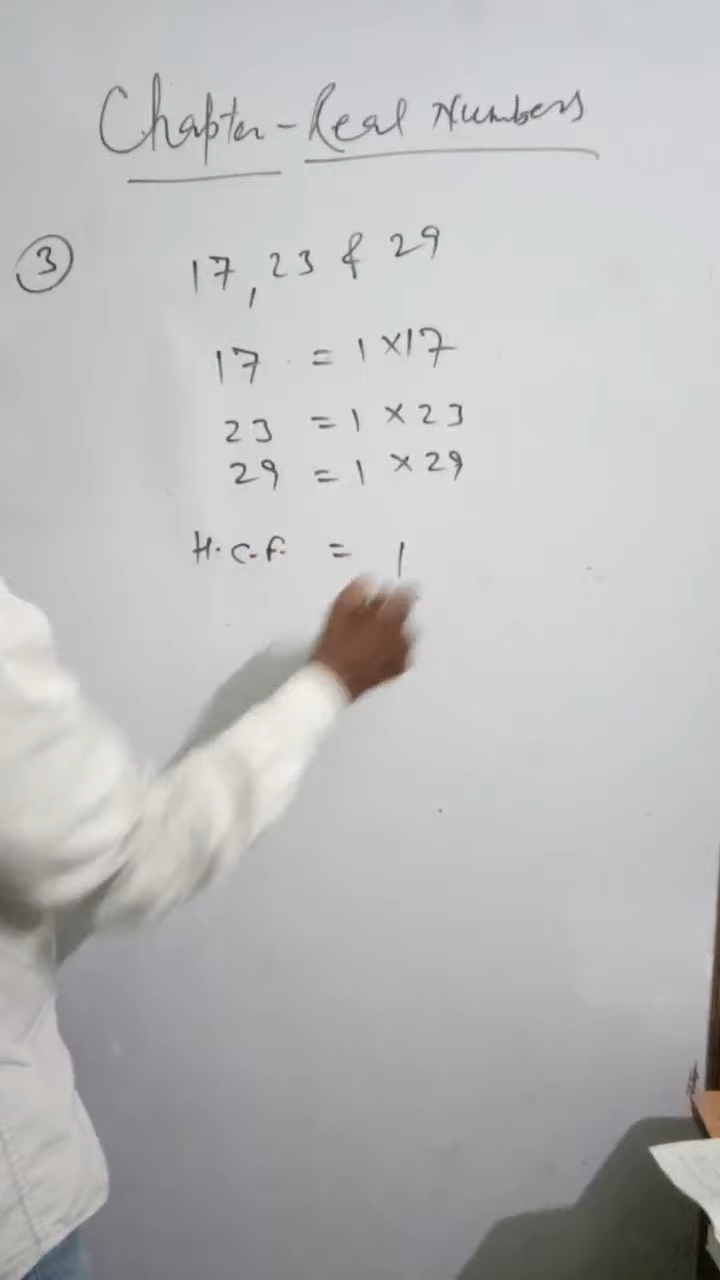 Chapter - Real Numbers
3 17, 23 & 29
17 = 1 × 17
23 = 1 × 23
29 = 1 × 29
H.C.F. = 1